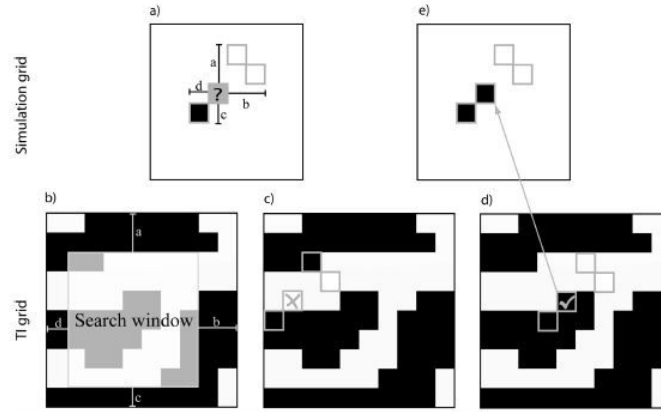 a)
e)
Simulation grid
a
d
?
b
c
b)
c)
d)
a
Search window
d
b
c
TI grid